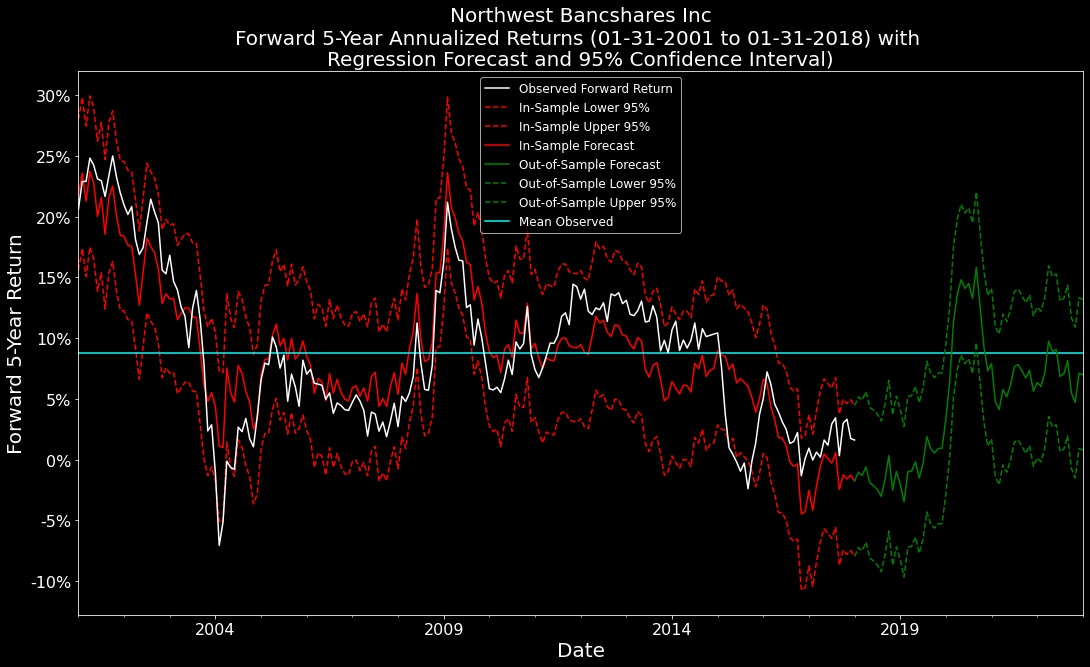 Northwest Bancshares Inc
Forward 5-Year Annualized Returns (01-31-2001 to 01-31-2018) with
Regression Forecast and 95% Confidence Interval)
Observed Forward Return
In-Sample Lower 95%
In-Sample Upper 95%
In-Sample Forecast
Out-of-Sample Forecast
Out-of-Sample Lower 95%
Out-of-Sample Upper 95%
Mean Observed
Forward 5-Year Return
30%
25%
20%
15%
10%
5%
0%
-5%
-10%
2004
2009
2014
2019
Date